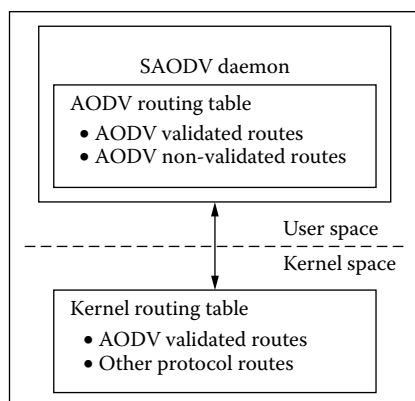 SAODV daemon
AODV routing table
• AODV validated routes
• AODV non-validated routes
User space
Kernel space
Kernel routing table
• AODV validated routes
• Other protocol routes